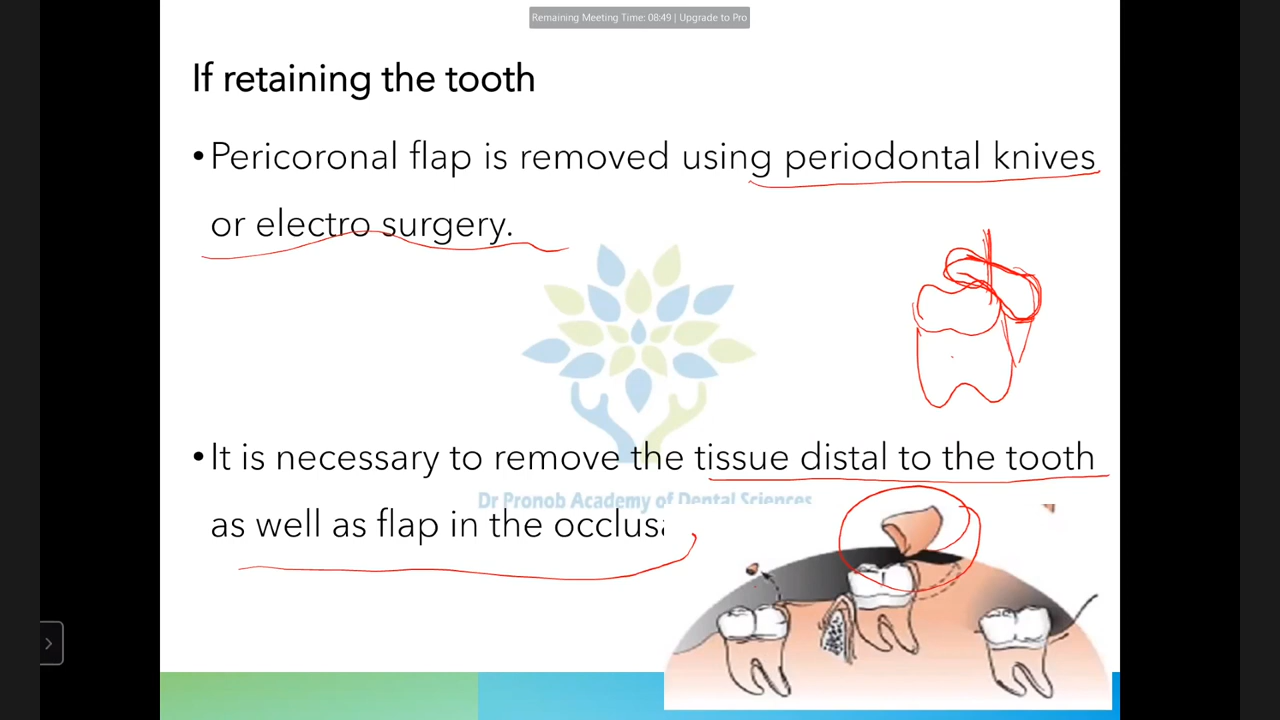 Remaining Meeting Time: 08:49 | Upgrade to Pro
If retaining the tooth
•Pericoronal flap is removed using periodontal knives
or electro surgery.
•It is necessary to remove the tissue distal to the tooth
Dr Pronob Academy of Dental Sciences
as well as flap in the occlusa